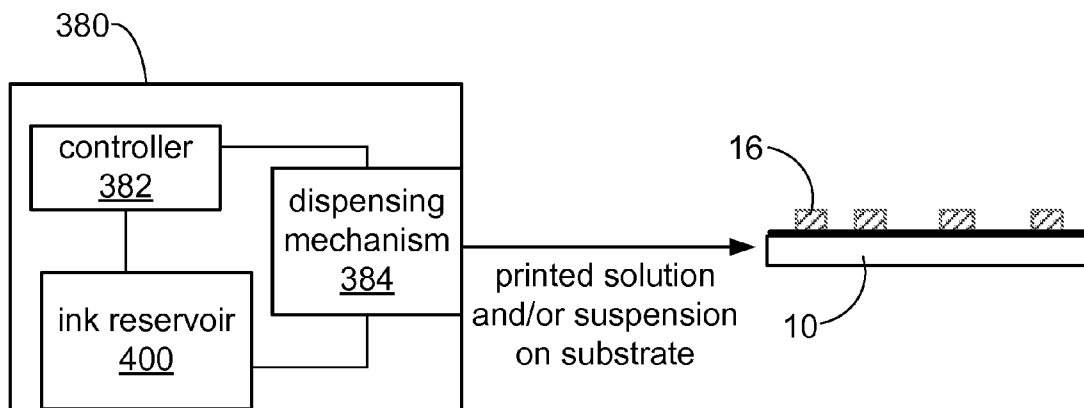 380
controller
382
dispensing
mechanism
384
ink reservoir
400
printed solution
and/or suspension
on substrate
16
10